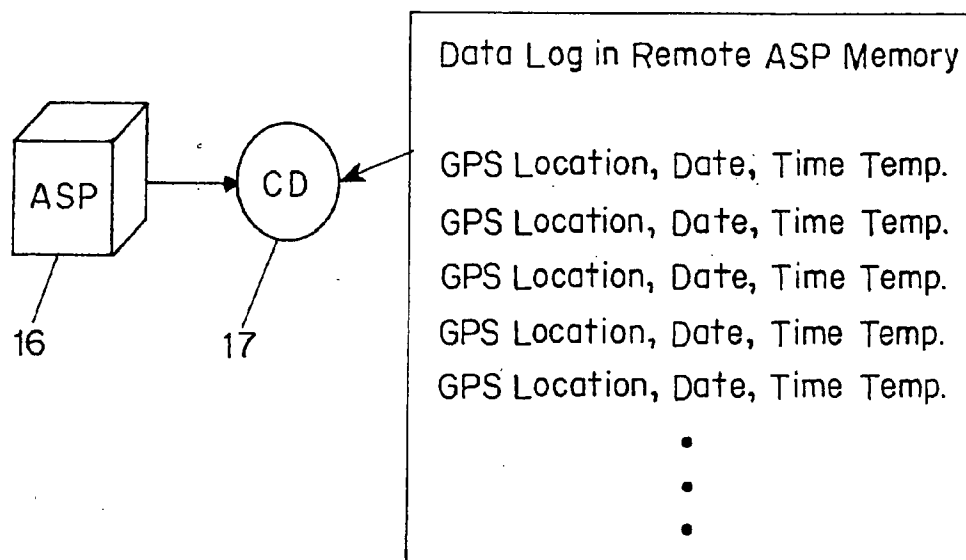 Data Log in Remote ASP Memory
ASP
CD
GPS Location, Date, Time Temp.
GPS Location, Date, Time Temp.
GPS Location, Date, Time Temp.
GPS Location, Date, Time Temp.
GPS Location, Date, Time Temp.
16
17